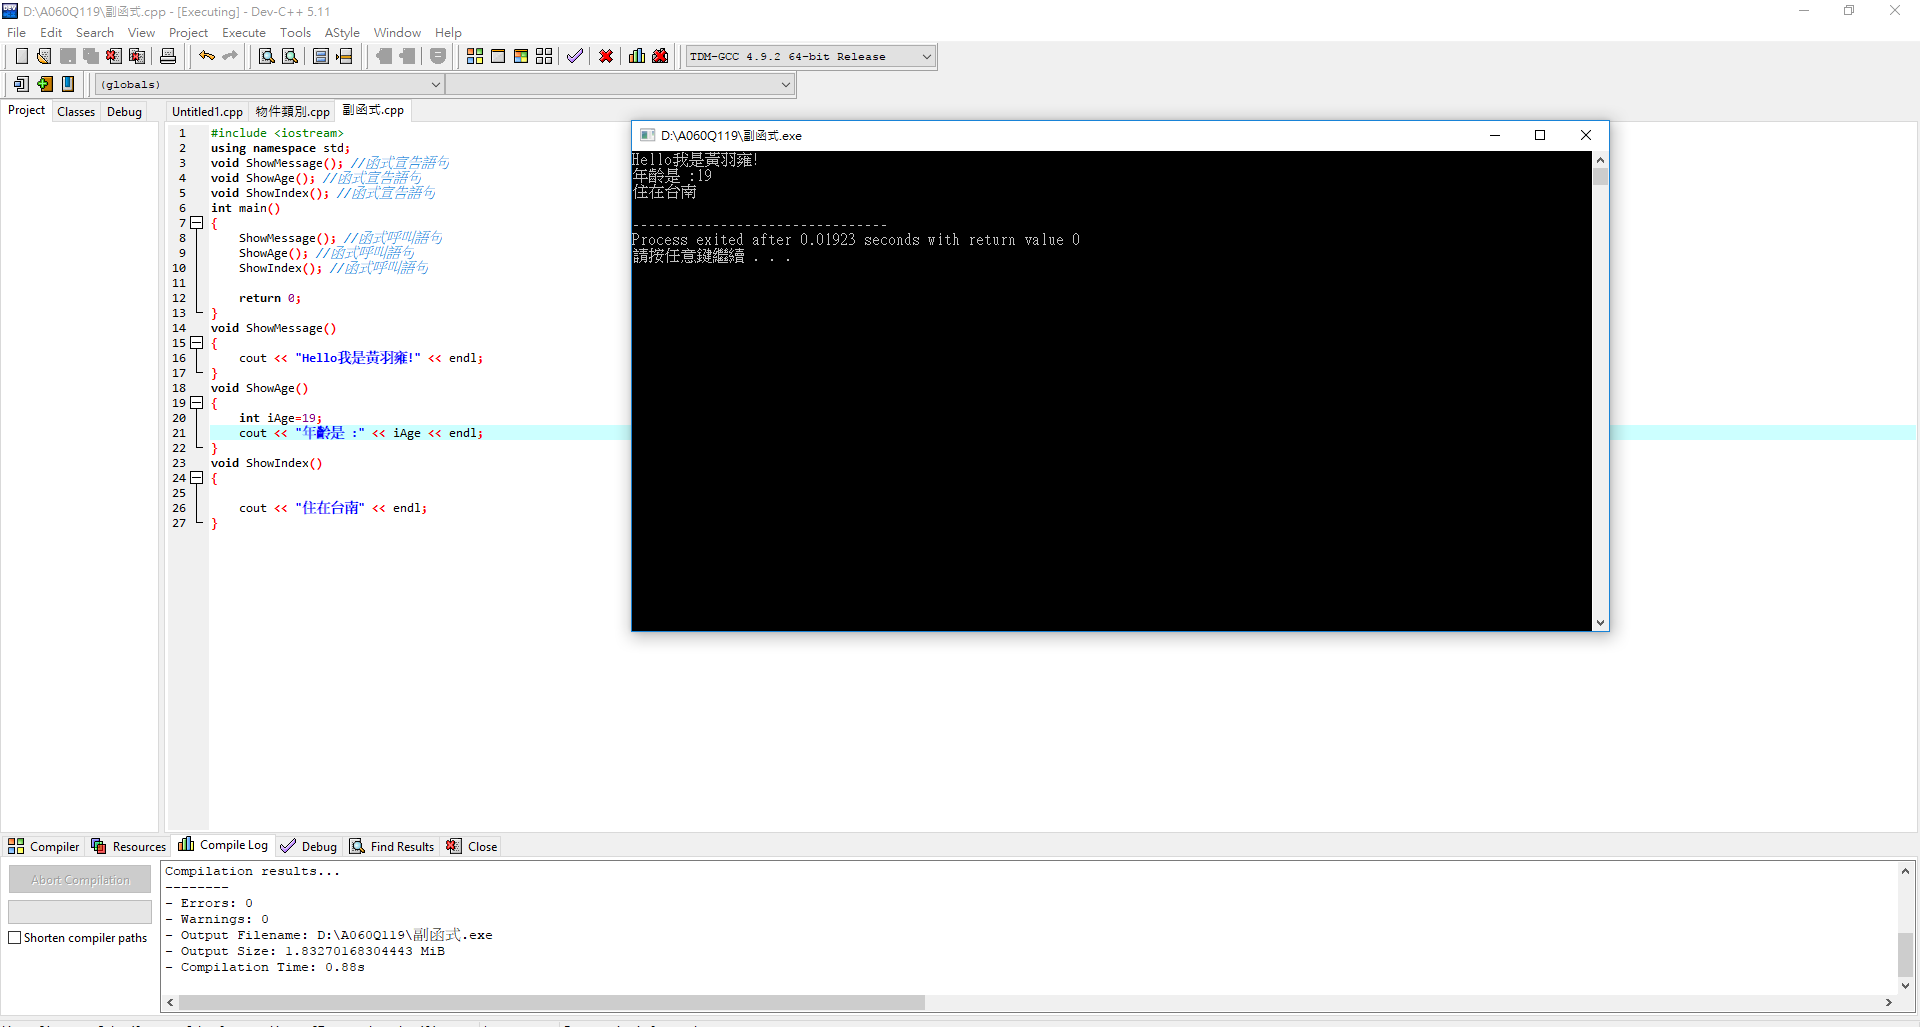 D:\A060Q119\副函式.cpp - [Executing] - Dev-C++ 5.11
File Edit Search View Project Execute Tools AStyle Window Help
TDM-GCC 4.9.2 64-bit Release
(globals)
Project Classes Debug
Untitled1.cpp 物件類別.cpp 副函式.cpp
1 #include <iostream>
2 using namespace std;
3 void ShowMessage(); //函式宣告語句
4 void ShowAge(); //函式宣告語句
5 void ShowIndex(); //函式宣告語句
6 int main()
7 {
8 ShowMessage(); //函式呼叫語句
9 ShowAge(); //函式呼叫語句
10 ShowIndex(); //函式呼叫語句
11
12 return 0;
13 }
14 void ShowMessage()
15 {
16 cout << "Hello我是黃羽雍!" << endl;
17 }
18 void ShowAge()
19 {
20 int iAge=19;
21 cout << "年齡是 :" << iAge << endl;
22 }
23 void ShowIndex()
24 {
25
26 cout << "住在台南" << endl;
27 }
D:\A060Q119\副函式.exe
Hello我是黃羽雍!
年齡是 :19
住在台南
--------------------------------
Process exited after 0.01923 seconds with return value 0
請按任意鍵繼續 . . .
Compiler Resources Compile Log Debug Find Results Close
Abort Compilation
Shorten compiler paths
Compilation results...
--------
- Errors: 0
- Warnings: 0
- Output Filename: D:\A060Q119\副函式.exe
- Output Size: 1.83270168304443 MiB
- Compilation Time: 0.88s